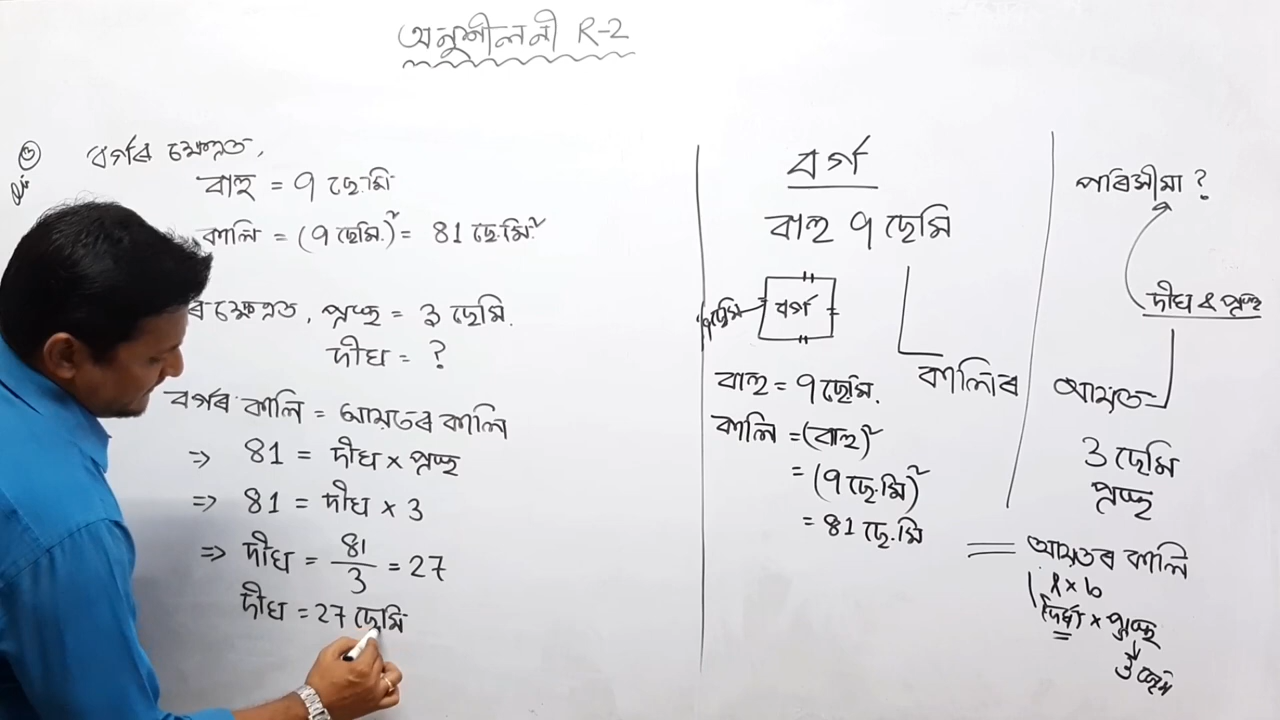 অনুশীলনী R-2
৩
বৰ্গৰ ক্ষেত্ৰত,
বাহু = 9 ছে.মি
কালি = (9 ছেমি.)² = 81 ছে.মি.²
ৰ ক্ষেত্ৰত, প্ৰস্থ = 3 ছেমি.
দীঘ = ?
বৰ্গৰ কালি = আয়তৰ কালি
⇒ 81 = দীঘ x প্ৰস্থ
⇒ 81 = দীঘ x 3
⇒ দীঘ = 81/3 = 27
দীঘ = 27 ছেমি
বৰ্গ
বাহু 9 ছেমি
9ছেমি
বৰ্গ
কালিৰ
বাহু = 9 ছেমি.
কালি = (বাহু)²
= (9 ছে.মি)²
= 81 ছে.মি
পৰিসীমা ?
দীঘ & প্ৰস্থ
আয়ত
3 ছেমি
প্ৰস্থ
আয়তৰ কালি
l x b
দীৰ্ঘ x প্ৰস্থ
3 ছেমি